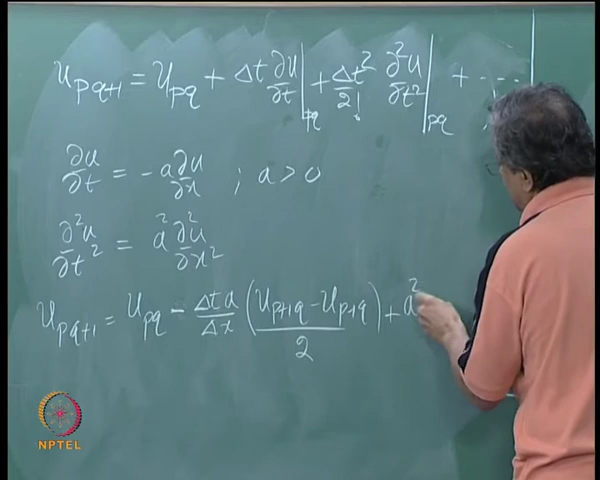 u_{pq+1} = u_{pq} + Δt ∂u/∂t|_{pq} + Δt²/2! ∂²u/∂t²|_{pq} + ....
∂u/∂t = -a ∂u/∂x ; a > 0
∂²u/∂t² = a² ∂²u/∂x²
u_{pq+1} = u_{pq} - Δt a/Δx (u_{p+1q} - u_{p+1q})/2 + a²
NPTEL